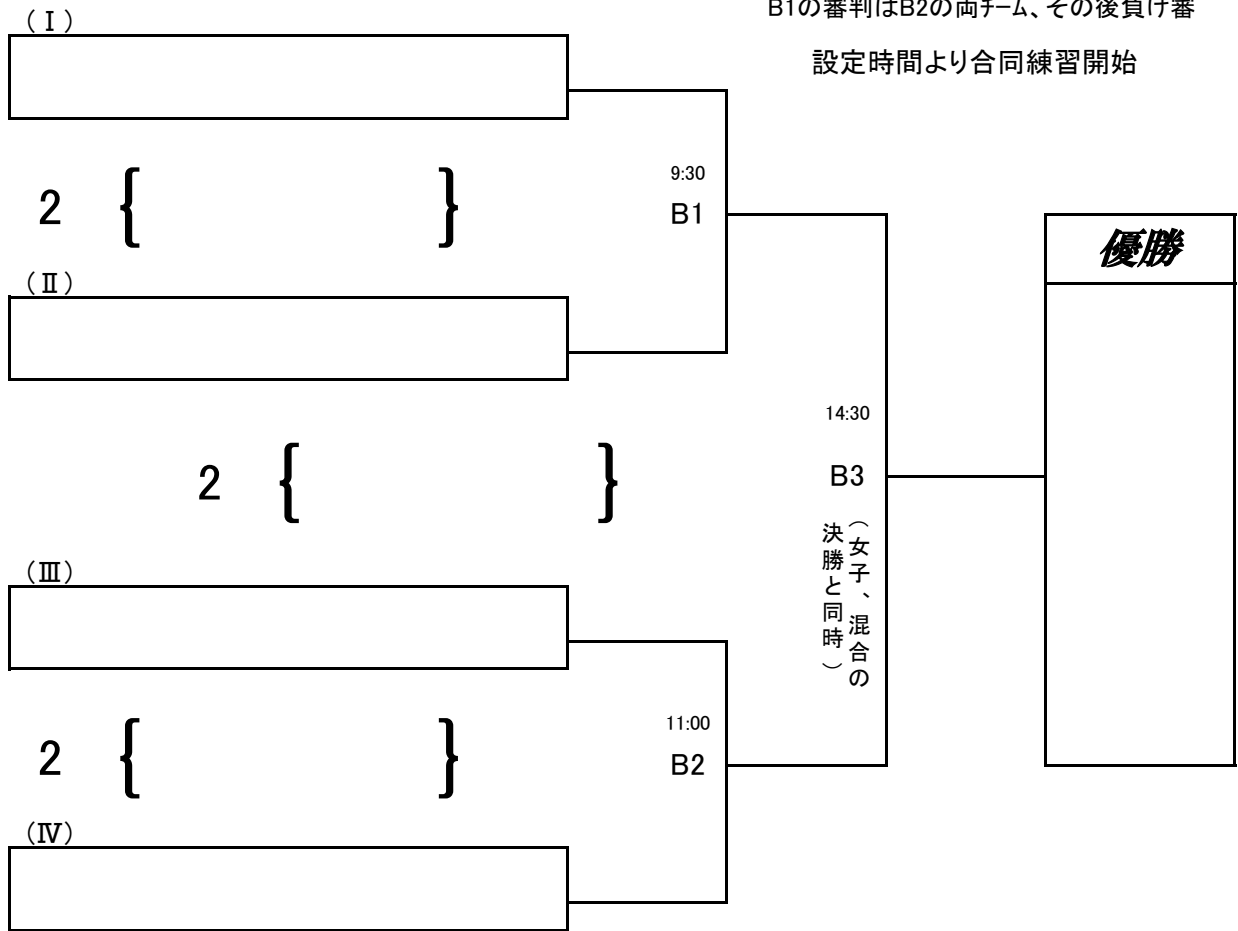 B1の審判はB2の両ﾁｰﾑ、その後負け審
設定時間より合同練習開始
（Ⅰ）
2 { }
9:30
B1
（Ⅱ）
優勝
2 { }
14:30
B3
（女子、混合の
決勝と同時）
（Ⅲ）
2 { }
11:00
B2
（Ⅳ）